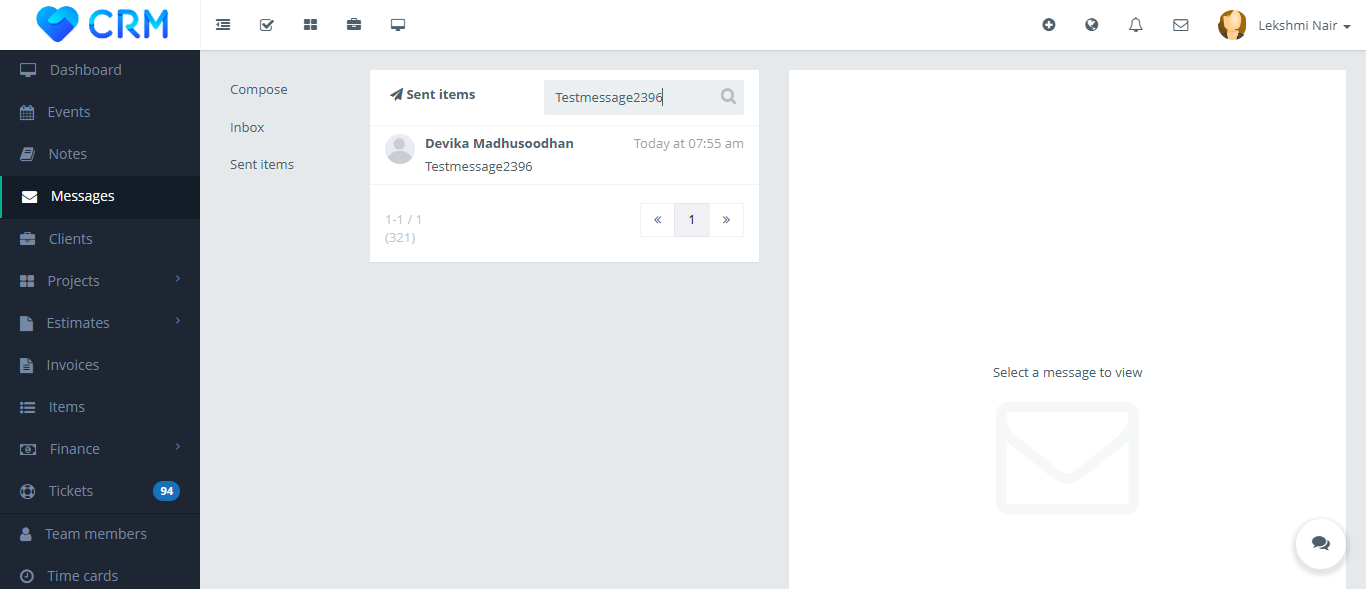 CRM
Lekshmi Nair
Dashboard
Events
Notes
Messages
Clients
Projects
Estimates
Invoices
Items
Finance
Tickets 94
Team members
Time cards
Compose
Inbox
Sent items
Sent items
Testmessage2396
Devika Madhusoodhan Today at 07:55 am
Testmessage2396
1-1 / 1
(321)
« 1 »
Select a message to view